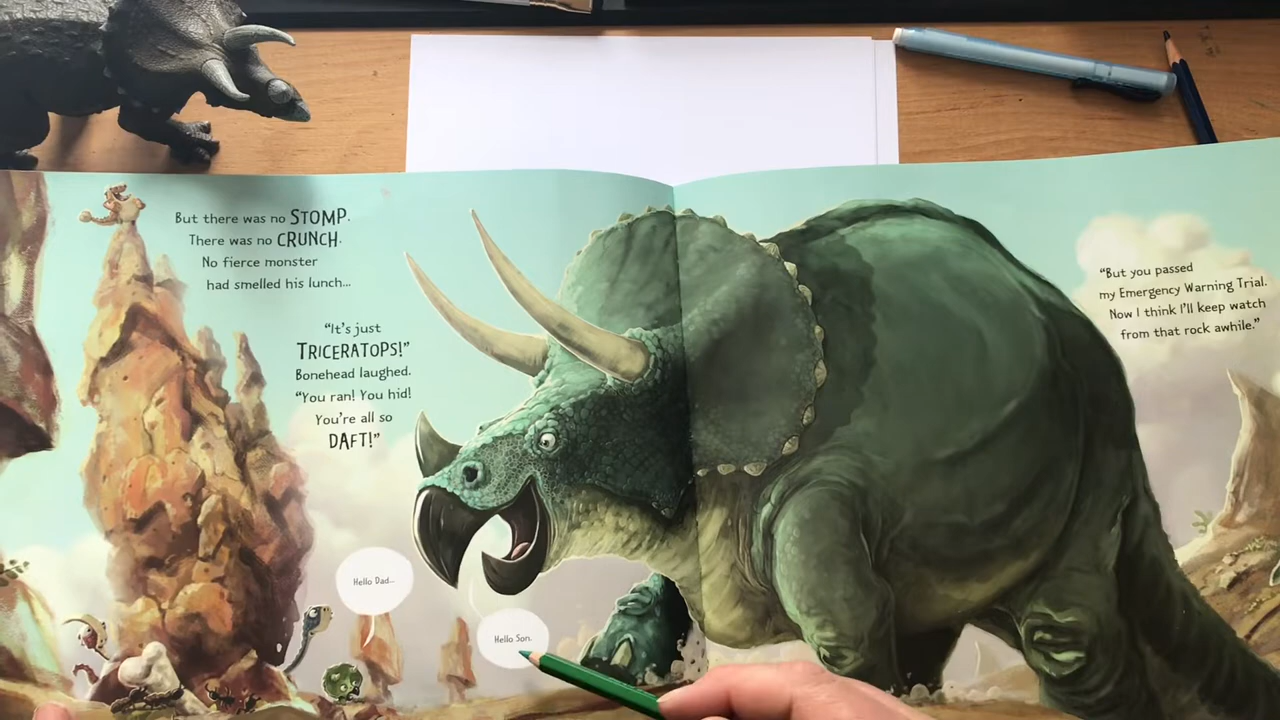 But there was no STOMP.
There was no CRUNCH.
No fierce monster
had smelled his lunch...
"It's just
TRICERATOPS!"
Bonehead laughed.
"You ran! You hid!
You're all so
DAFT!"
Hello Dad...
Hello Son.
"But you passed
my Emergency Warning Trial.
Now I think I'll keep watch
from that rock awhile."